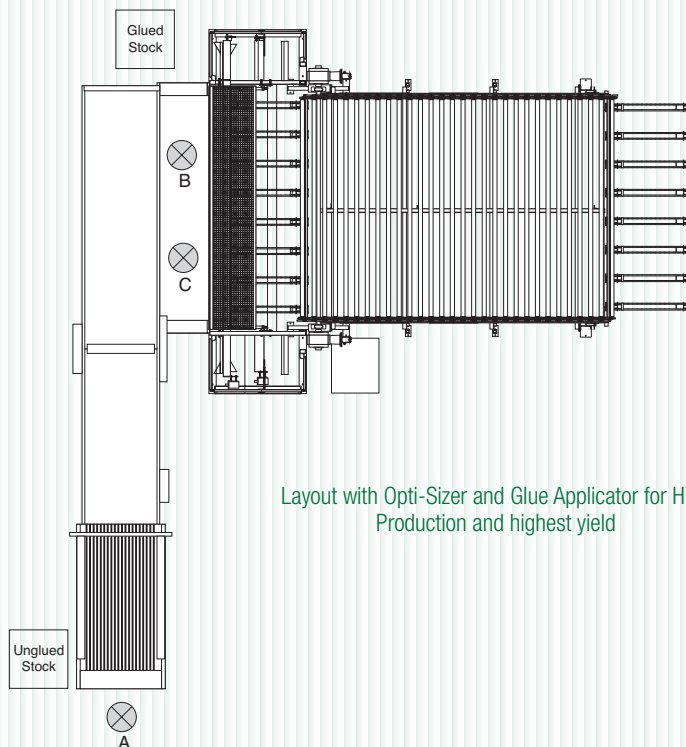 Glued
Stock
B
C
Layout with Opti-Sizer and Glue Applicator for H
Production and highest yield
Unglued
Stock
A